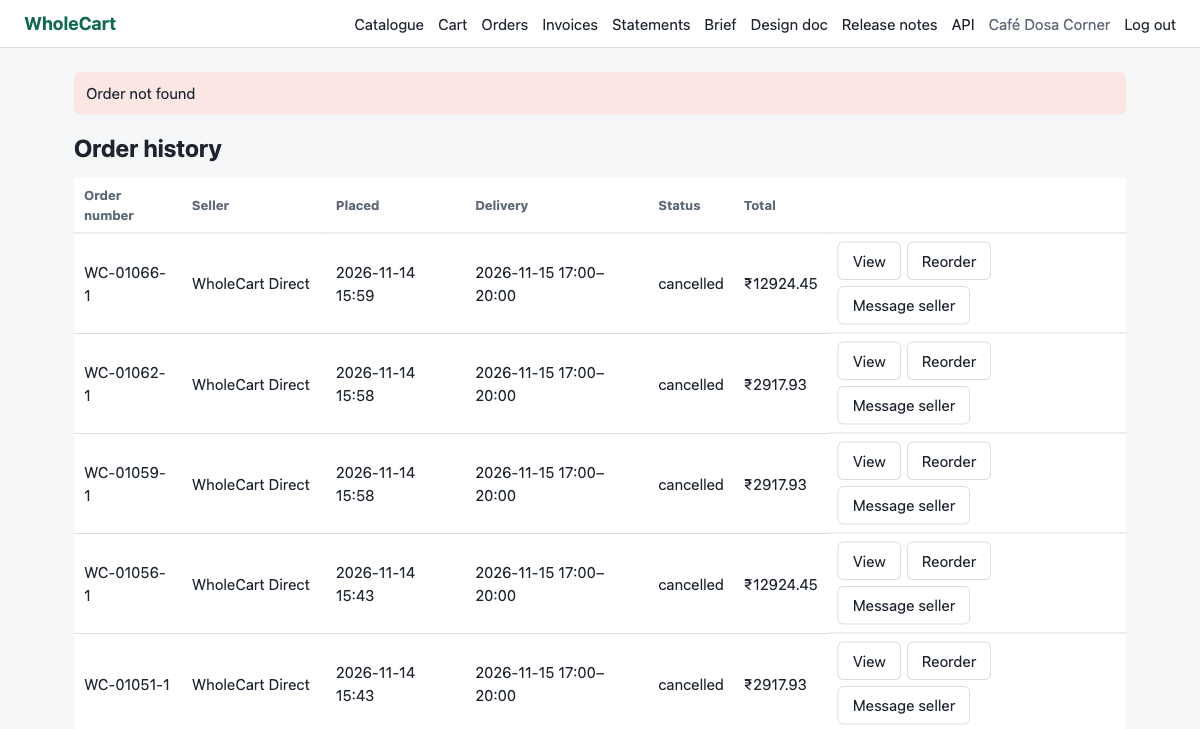 WholeCart
Catalogue Cart Orders Invoices Statements Brief Design doc Release notes API Café Dosa Corner Log out
Order not found
Order history
Order number Seller Placed Delivery Status Total
WC-01066-1 WholeCart Direct 2026-11-14 15:59 2026-11-15 17:00–20:00 cancelled ₹12924.45 View Reorder
Message seller
WC-01062-1 WholeCart Direct 2026-11-14 15:58 2026-11-15 17:00–20:00 cancelled ₹2917.93 View Reorder
Message seller
WC-01059-1 WholeCart Direct 2026-11-14 15:58 2026-11-15 17:00–20:00 cancelled ₹2917.93 View Reorder
Message seller
WC-01056-1 WholeCart Direct 2026-11-14 15:43 2026-11-15 17:00–20:00 cancelled ₹12924.45 View Reorder
Message seller
WC-01051-1 WholeCart Direct 2026-11-14 15:43 2026-11-15 17:00–20:00 cancelled ₹2917.93 View Reorder
Message seller